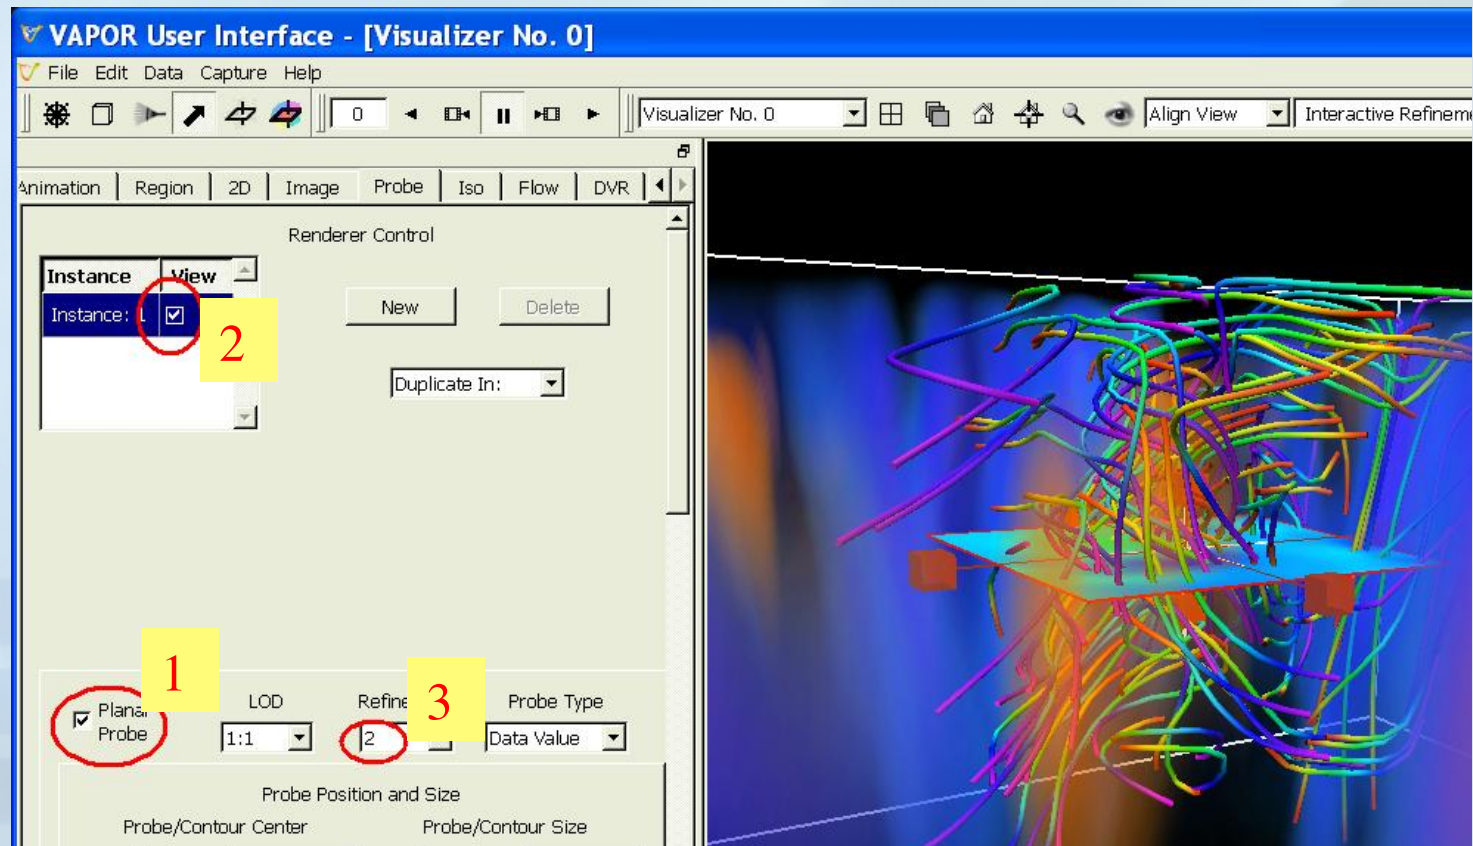 VAPOR User Interface - [Visualizer No. 0]
File Edit Data Capture Help
0 Visualizer No. 0 Align View Interactive Refinem
Animation Region 2D Image Probe Iso Flow DVR
Renderer Control
Instance View
Instance: 1
New Delete
2
Duplicate In:
1
3
Planar Probe
LOD Refine Probe Type
1:1 2 Data Value
Probe Position and Size
Probe/Contour Center Probe/Contour Size